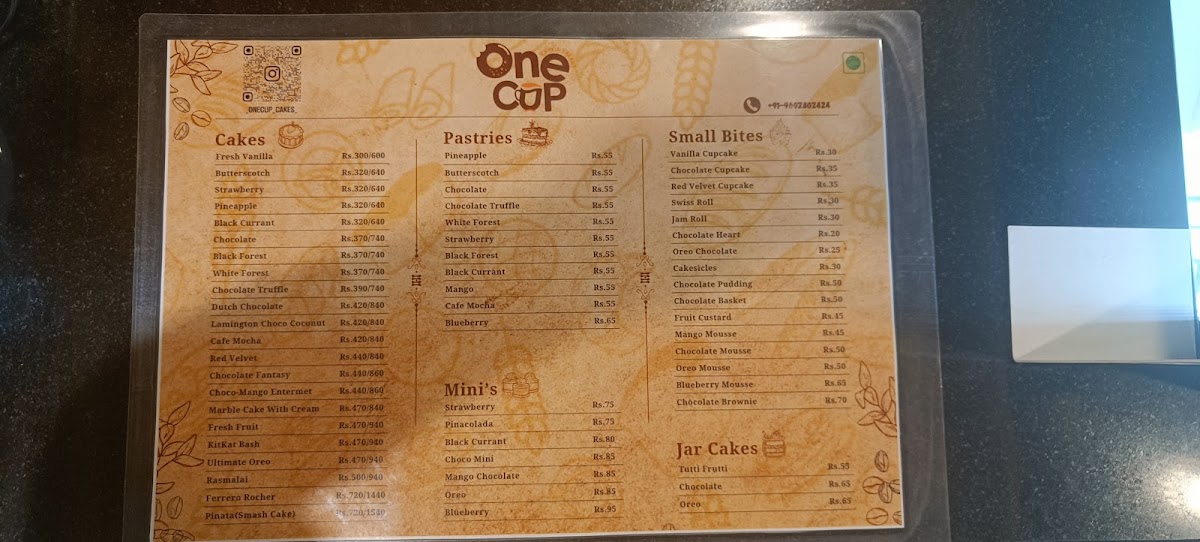 One
CUP
_ONECUP_CAKES_
+91-9692802424
Cakes
Fresh Vanilla Rs.300/600
Butterscotch Rs.320/640
Strawberry Rs.320/640
Pineapple Rs.320/640
Black Currant Rs.320/640
Chocolate Rs.370/740
Black Forest Rs.370/740
White Forest Rs.370/740
Chocolate Truffle Rs.390/740
Dutch Chocolate Rs.420/840
Lamington Choco Coconut Rs.420/840
Cafe Mocha Rs.420/840
Red Velvet Rs.440/840
Chocolate Fantasy Rs.440/860
Choco-Mango Entermet Rs.440/860
Marble Cake With Cream Rs.470/840
Fresh Fruit Rs.470/940
KitKat Bash Rs.470/940
Ultimate Oreo Rs.470/940
Rasmalai Rs.500/940
Ferrero Rocher Rs.720/1440
Pinata(Smash Cake) Rs.720/1540
Pastries
Pineapple Rs.55
Butterscotch Rs.55
Chocolate Rs.55
Chocolate Truffle Rs.55
White Forest Rs.55
Strawberry Rs.55
Black Forest Rs.55
Black Currant Rs.55
Mango Rs.55
Cafe Mocha Rs.55
Blueberry Rs.65
Mini's
Strawberry Rs.75
Pinacolada Rs.75
Black Currant Rs.80
Choco Mini Rs.85
Mango Chocolate Rs.85
Oreo Rs.85
Blueberry Rs.95
Small Bites
Vanilla Cupcake Rs.30
Chocolate Cupcake Rs.35
Red Velvet Cupcake Rs.35
Swiss Roll Rs.30
Jam Roll Rs.30
Chocolate Heart Rs.20
Oreo Chocolate Rs.25
Cakesicles Rs.30
Chocolate Pudding Rs.50
Chocolate Basket Rs.50
Fruit Custard Rs.45
Mango Mousse Rs.45
Chocolate Mousse Rs.50
Oreo Mousse Rs.50
Blueberry Mousse Rs.65
Chocolate Brownie Rs.70
Jar Cakes
Tutti Frutti Rs.55
Chocolate Rs.65
Oreo Rs.65